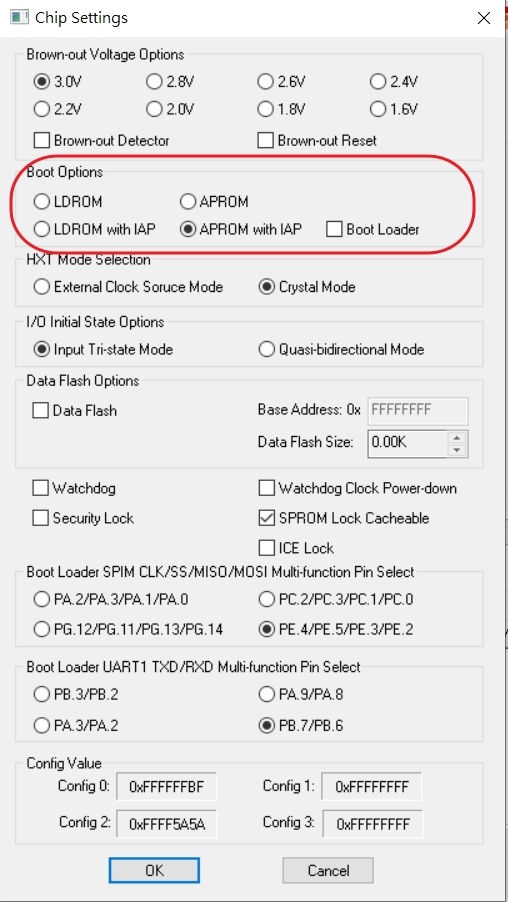 Chip Settings
Brown-out Voltage Options
3.0V 2.8V 2.6V 2.4V
2.2V 2.0V 1.8V 1.6V
Brown-out Detector Brown-out Reset
Boot Options
LDROM APROM
LDROM with IAP APROM with IAP Boot Loader
HXT Mode Selection
External Clock Soruce Mode Crystal Mode
I/O Initial State Options
Input Tri-state Mode Quasi-bidirectional Mode
Data Flash Options
Data Flash Base Address: 0x FFFFFFFF
Data Flash Size: 0.00K
Watchdog Watchdog Clock Power-down
Security Lock SPROM Lock Cacheable
ICE Lock
Boot Loader SPIM CLK/SS/MISO/MOSI Multi-function Pin Select
PA.2/PA.3/PA.1/PA.0 PC.2/PC.3/PC.1/PC.0
PG.12/PG.11/PG.13/PG.14 PE.4/PE.5/PE.3/PE.2
Boot Loader UART1 TXD/RXD Multi-function Pin Select
PB.3/PB.2 PA.9/PA.8
PA.3/PA.2 PB.7/PB.6
Config Value
Config 0: 0xFFFFFFBF Config 1: 0xFFFFFFFF
Config 2: 0xFFFF5A5A Config 3: 0xFFFFFFFF
OK Cancel